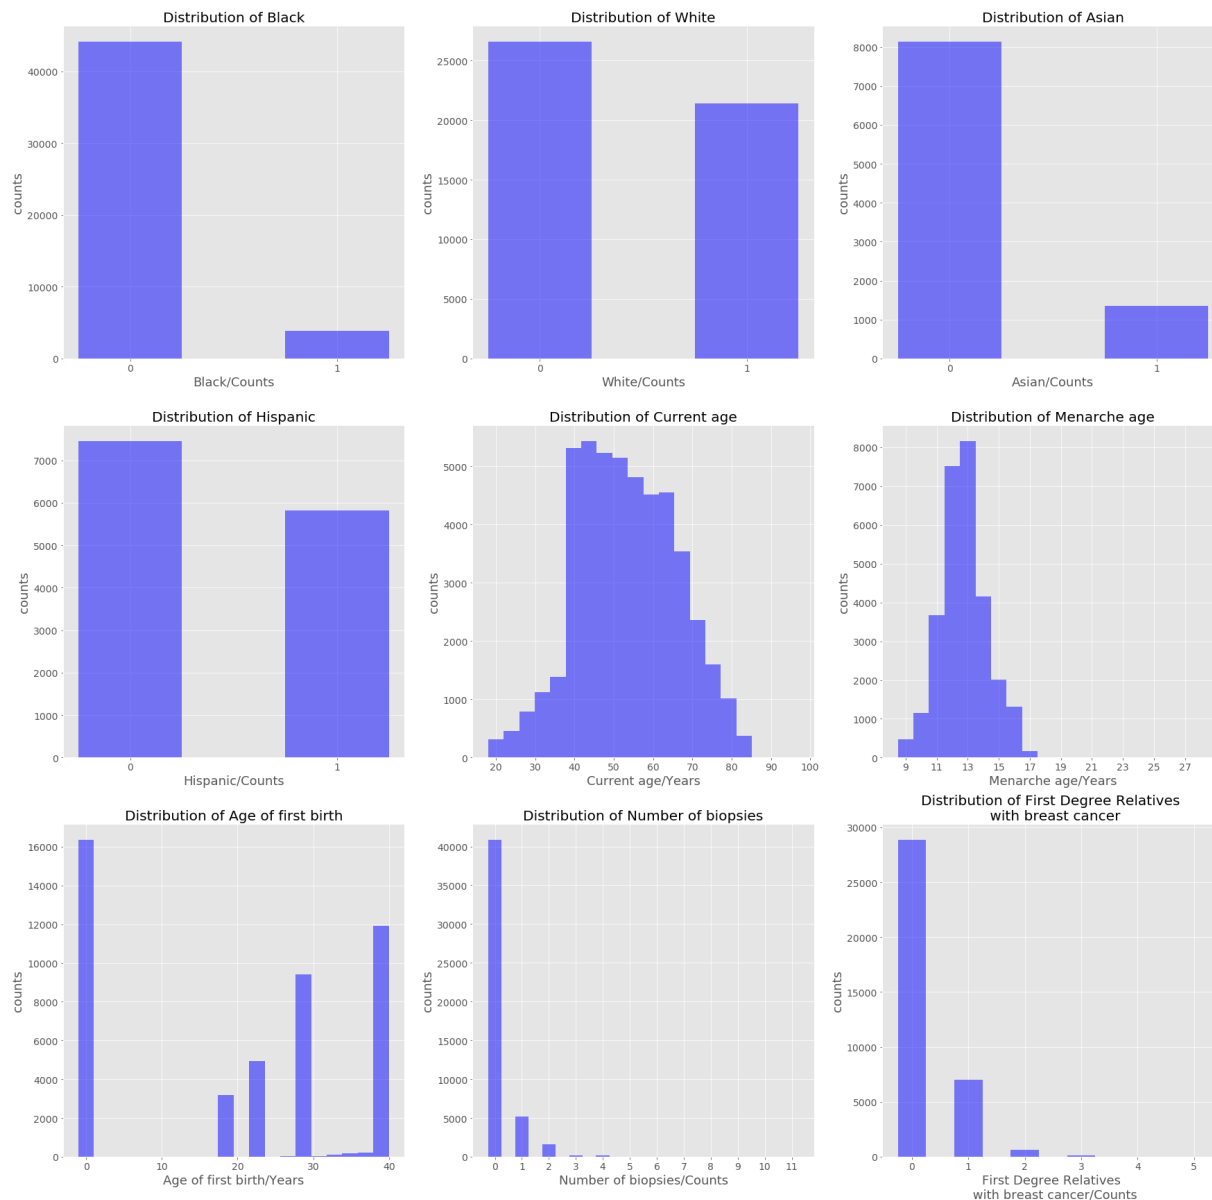 Distribution of Black
40000
30000
20000
10000
0
counts
0 1
Black/Counts
Distribution of White
25000
20000
15000
10000
5000
0
counts
0 1
White/Counts
Distribution of Asian
8000
7000
6000
5000
4000
3000
2000
1000
0
counts
0 1
Asian/Counts
Distribution of Hispanic
7000
6000
5000
4000
3000
2000
1000
0
counts
0 1
Hispanic/Counts
Distribution of Current age
5000
4000
3000
2000
1000
0
counts
20 30 40 50 60 70 80 90 100
Current age/Years
Distribution of Menarche age
8000
7000
6000
5000
4000
3000
2000
1000
0
counts
9 11 13 15 17 19 21 23 25 27
Menarche age/Years
Distribution of Age of first birth
16000
14000
12000
10000
8000
6000
4000
2000
0
counts
0 10 20 30 40
Age of first birth/Years
Distribution of Number of biopsies
40000
35000
30000
25000
20000
15000
10000
5000
0
counts
0 1 2 3 4 5 6 7 8 9 10 11
Number of biopsies/Counts
Distribution of First Degree Relatives
with breast cancer
30000
25000
20000
15000
10000
5000
0
counts
0 1 2 3 4 5
First Degree Relatives
with breast cancer/Counts